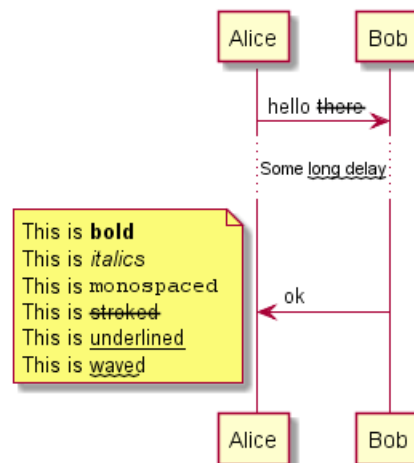 Alice Bob
hello there
Some long delay
This is bold
This is italics
This is monospaced
This is stroked
This is underlined
This is waved
ok
Alice Bob